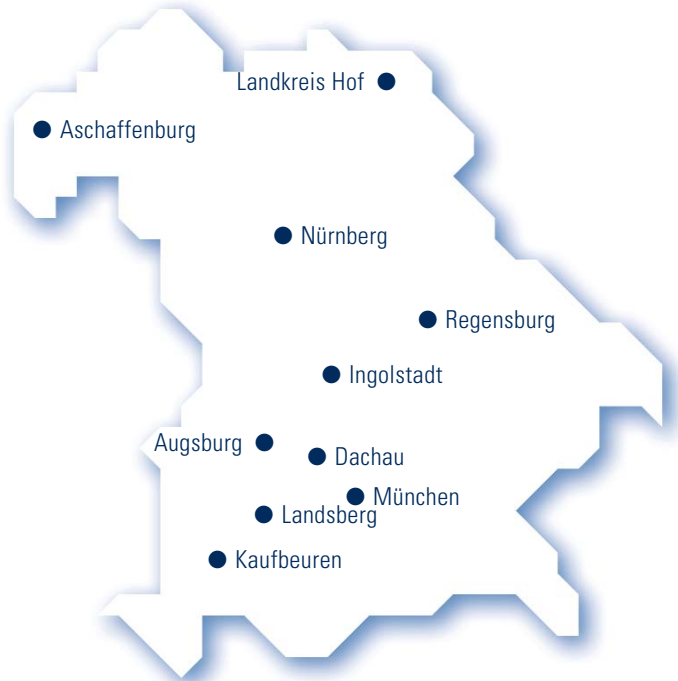 Landkreis Hof
Aschaffenburg
Nürnberg
Regensburg
Ingolstadt
Augsburg
Dachau
München
Landsberg
Kaufbeuren